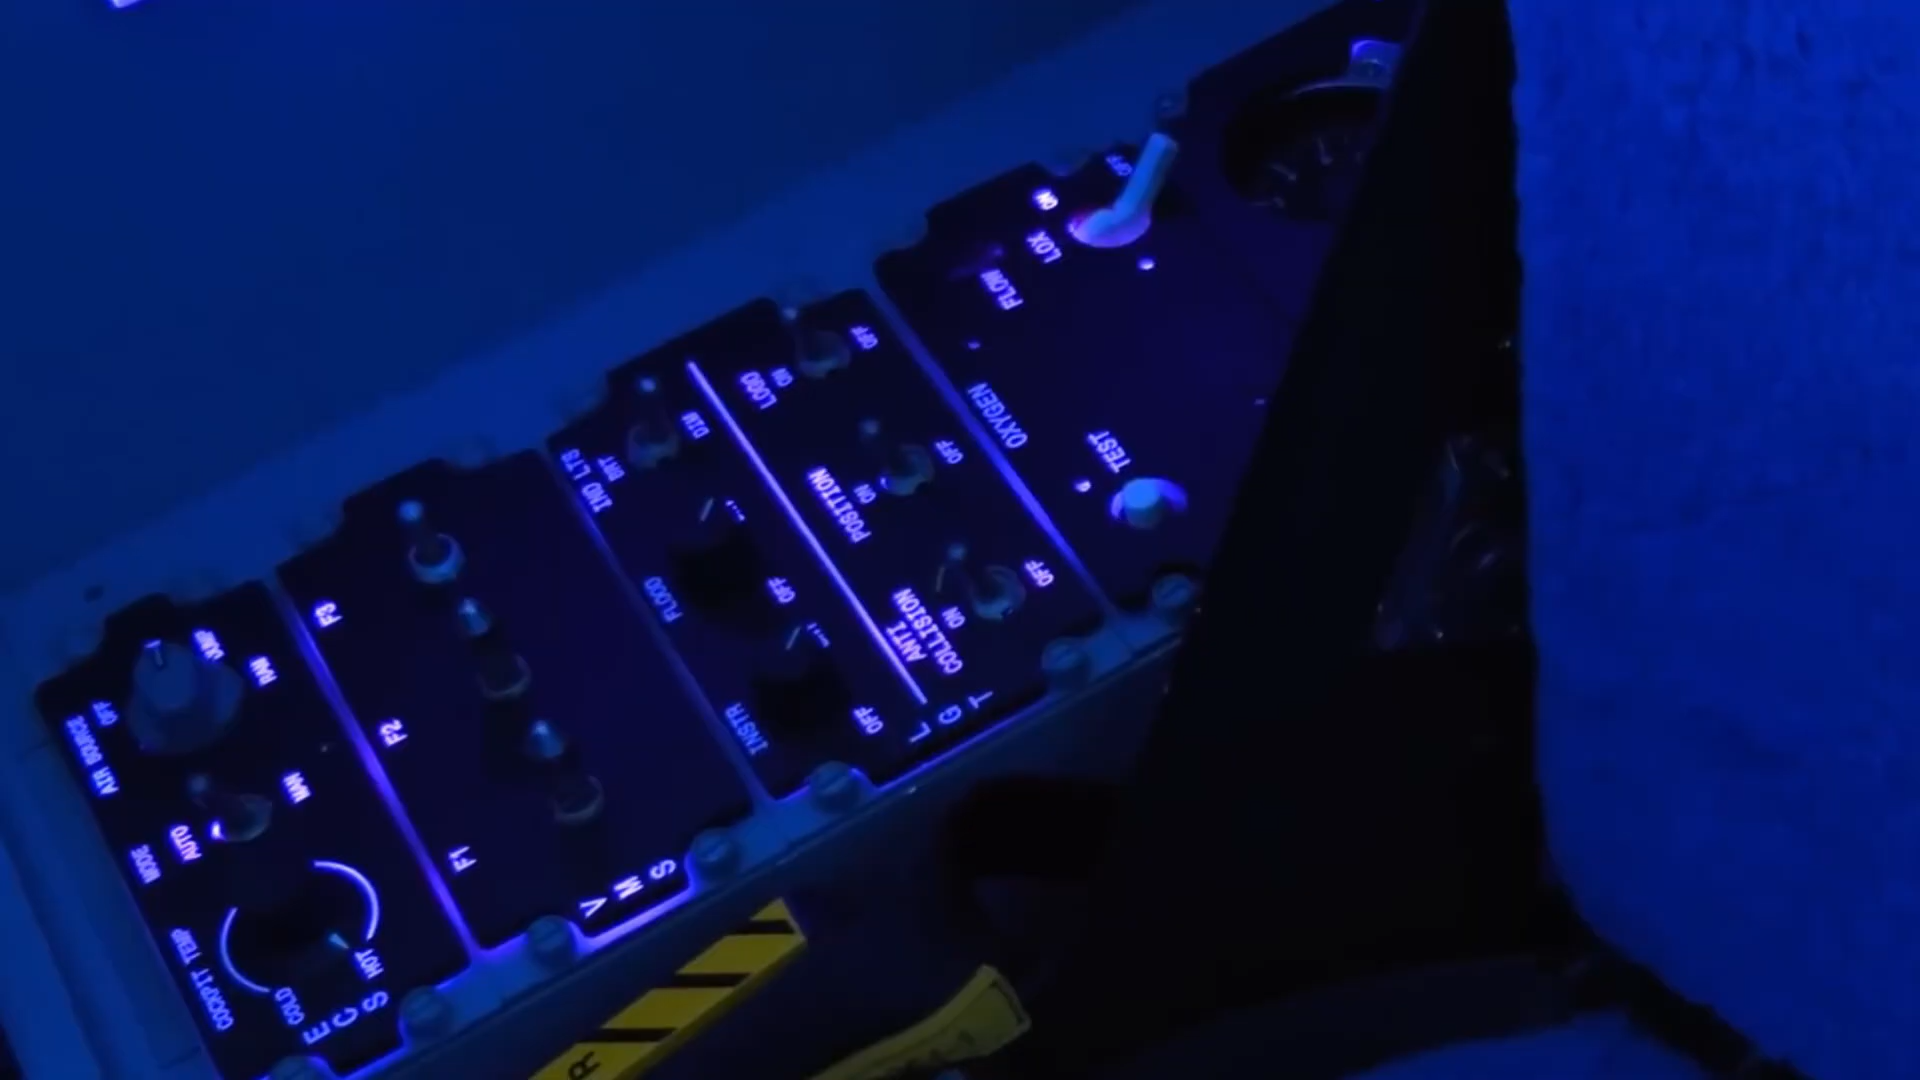 OFF
ON
LOX
FLOW
OXYGEN
TEST
OFF
ON
LOGO
OFF
ON
POSITION
OFF
ON
ANTI
COLLISION
L G T
DIM
BRT
IND LTS
FLOOD
OFF
INSTR
OFF
F3
F2
F1
V M S
RAM
OFF
AIR SOURCE
MAN
AUTO
MODE
COCKPIT TEMP
COLD
HOT
E C S
R